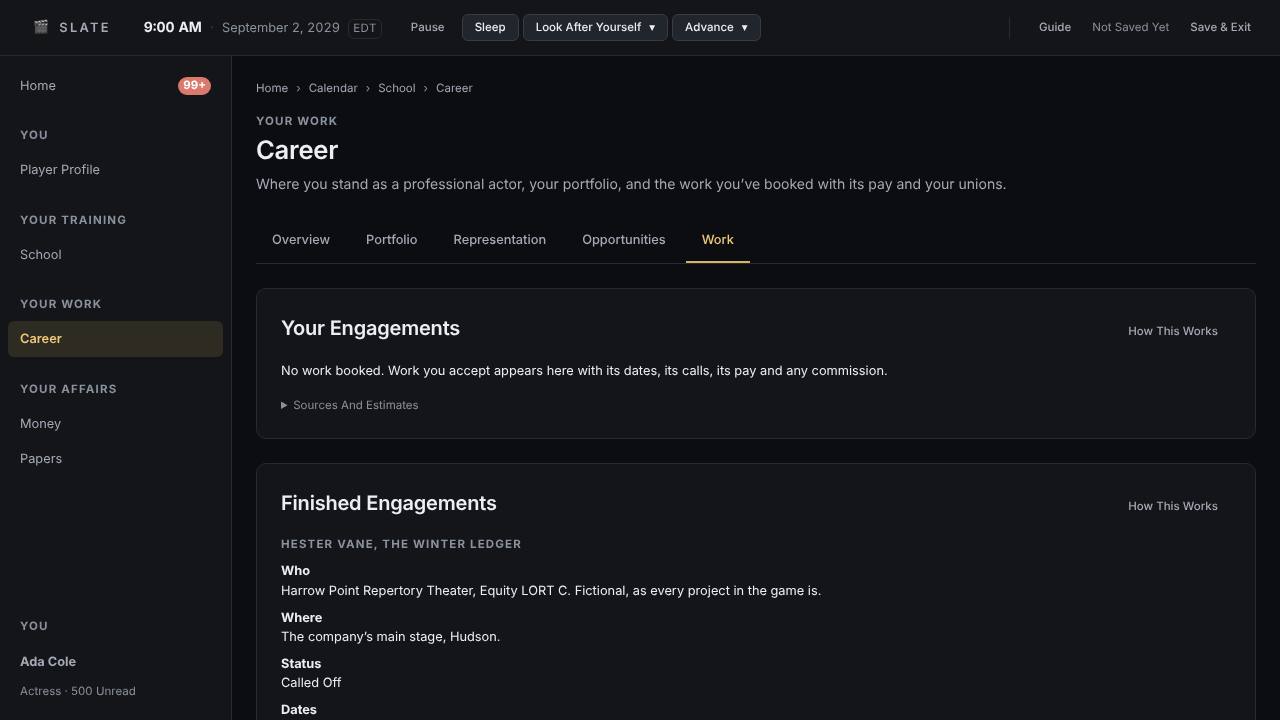 SLATE
9:00 AM · September 2, 2029 EDT
Pause
Sleep
Look After Yourself ▾
Advance ▾
Guide
Not Saved Yet
Save & Exit
Home
99+
YOU
Player Profile
YOUR TRAINING
School
YOUR WORK
Career
YOUR AFFAIRS
Money
Papers
YOU
Ada Cole
Actress · 500 Unread
Home › Calendar › School › Career
YOUR WORK
Career
Where you stand as a professional actor, your portfolio, and the work you’ve booked with its pay and your unions.
Overview
Portfolio
Representation
Opportunities
Work
Your Engagements
How This Works
No work booked. Work you accept appears here with its dates, its calls, its pay and any commission.
▶ Sources And Estimates
Finished Engagements
How This Works
HESTER VANE, THE WINTER LEDGER
Who
Harrow Point Repertory Theater, Equity LORT C. Fictional, as every project in the game is.
Where
The company’s main stage, Hudson.
Status
Called Off
Dates